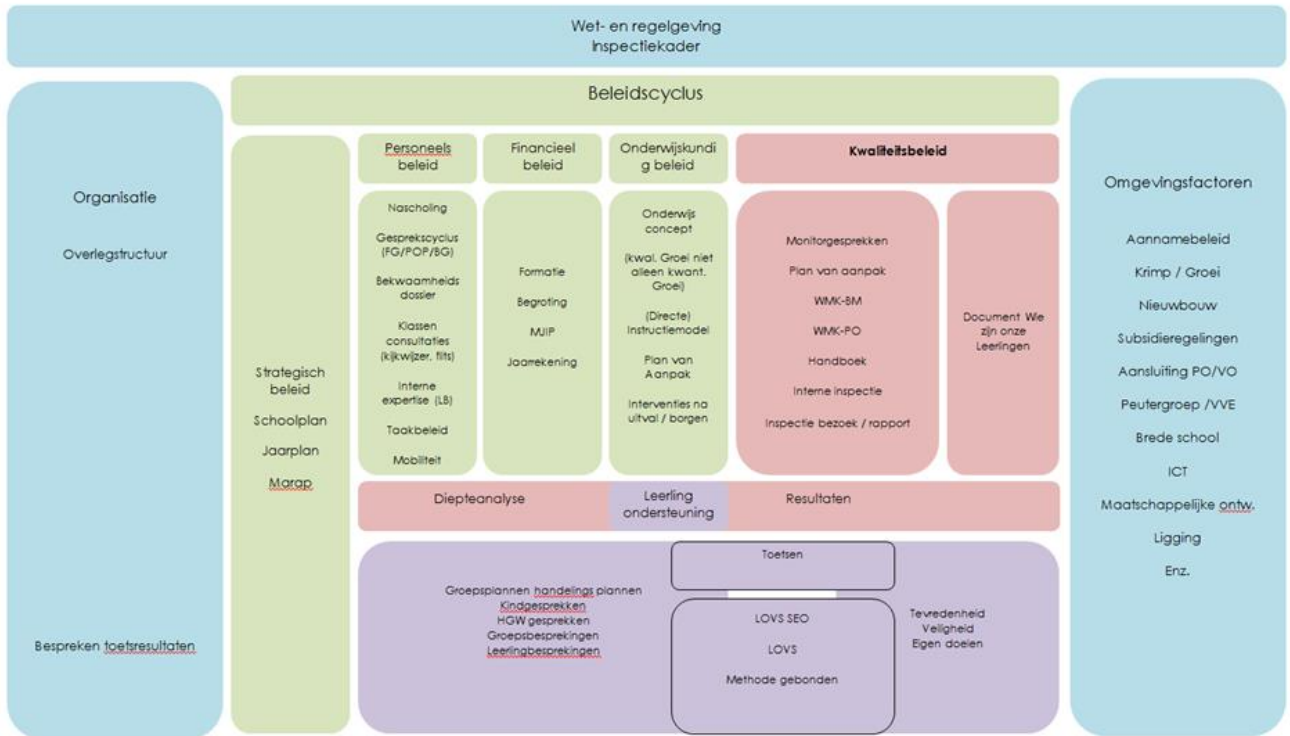 Wet- en regelgeving
Inspectiekader
Organisatie
Overlegstructuur
Bespreken toetsresultaten
Beleidscyclus
Strategisch
beleid
Schoolplan
Jaarplan
Marap
Personeels
beleid
Nascholing
Gesprekscyclus
(FG/POP/BG)
Bekwaamheids
dossier
Klassen
consultaties
(kijkwijzer, flits)
Interne
expertise (LB)
Taakbeleid
Mobiliteit
Financieel
beleid
Formatie
Begroting
MJIP
Jaarrekening
Onderwijskundi
g beleid
Onderwijs
concept
(kwal. Groei niet
alleen kwant.
Groei)
(Directe)
Instructiemodel
Plan van
Aanpak
Interventies na
uitval / borgen
Kwaliteitsbeleid
Monitorgesprekken
Plan van aanpak
WMK-BM
WMK-PO
Handboek
Interne inspectie
Inspectie bezoek / rapport
Document Wie
zijn onze
Leerlingen
Diepteanalyse
Leerling
ondersteuning
Resultaten
Groepsplannen handelings plannen
Kindgesprekken
HGW gesprekken
Groepsbesprekingen
Leerlingbesprekingen
Toetsen
LOVS SEO
LOVS
Methode gebonden
Tevredenheid
Veiligheid
Eigen doelen
Omgevingsfactoren
Aannamebeleid
Krimp / Groei
Nieuwbouw
Subsidieregelingen
Aansluiting PO/VO
Peutergroep /VVE
Brede school
ICT
Maatschappelijke ontw.
Ligging
Enz.